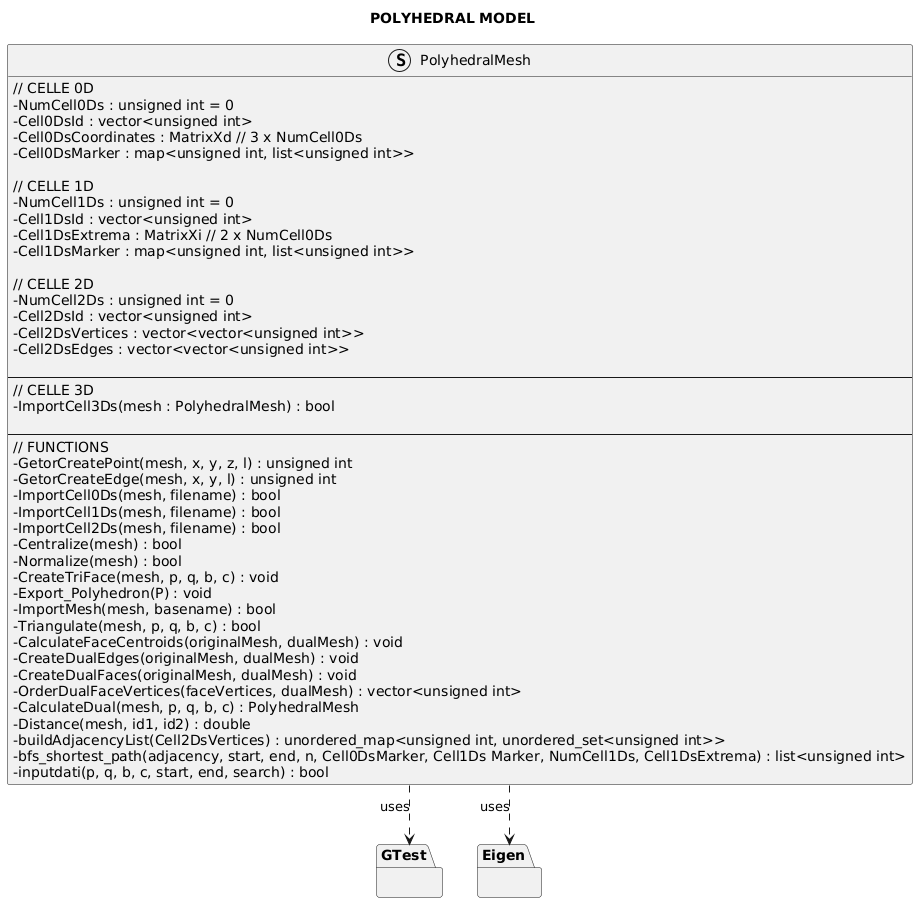 POLYHEDRAL MODEL
S PolyhedralMesh
// CELLE 0D
-NumCell0Ds : unsigned int = 0
-Cell0DsId : vector<unsigned int>
-Cell0DsCoordinates : MatrixXd // 3 x NumCell0Ds
-Cell0DsMarker : map<unsigned int, list<unsigned int>>
// CELLE 1D
-NumCell1Ds : unsigned int = 0
-Cell1DsId : vector<unsigned int>
-Cell1DsExtrema : MatrixXi // 2 x NumCell0Ds
-Cell1DsMarker : map<unsigned int, list<unsigned int>>
// CELLE 2D
-NumCell2Ds : unsigned int = 0
-Cell2DsId : vector<unsigned int>
-Cell2DsVertices : vector<vector<unsigned int>>
-Cell2DsEdges : vector<vector<unsigned int>>
// CELLE 3D
-ImportCell3Ds(mesh : PolyhedralMesh) : bool
// FUNCTIONS
-GetorCreatePoint(mesh, x, y, z, l) : unsigned int
-GetorCreateEdge(mesh, x, y, l) : unsigned int
-ImportCell0Ds(mesh, filename) : bool
-ImportCell1Ds(mesh, filename) : bool
-ImportCell2Ds(mesh, filename) : bool
-Centralize(mesh) : bool
-Normalize(mesh) : bool
-CreateTriFace(mesh, p, q, b, c) : void
-Export_Polyhedron(P) : void
-ImportMesh(mesh, basename) : bool
-Triangulate(mesh, p, q, b, c) : bool
-CalculateFaceCentroids(originalMesh, dualMesh) : void
-CreateDualEdges(originalMesh, dualMesh) : void
-CreateDualFaces(originalMesh, dualMesh) : void
-OrderDualFaceVertices(faceVertices, dualMesh) : vector<unsigned int>
-CalculateDual(mesh, p, q, b, c) : PolyhedralMesh
-Distance(mesh, id1, id2) : double
-buildAdjacencyList(Cell2DsVertices) : unordered_map<unsigned int, unordered_set<unsigned int>>
-bfs_shortest_path(adjacency, start, end, n, Cell0DsMarker, Cell1Ds Marker, NumCell1Ds, Cell1DsExtrema) : list<unsigned int>
-inputdati(p, q, b, c, start, end, search) : bool
uses
uses
GTest
Eigen